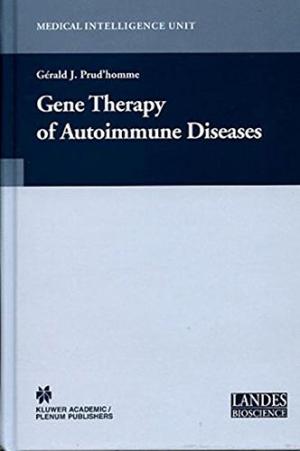 MEDICAL INTELLIGENCE UNIT
Gérald J. Prud'homme
Gene Therapy
of Autoimmune Diseases
KLUWER ACADEMIC /
PLENUM PUBLISHERS
LANDES
BIOSCIENCE